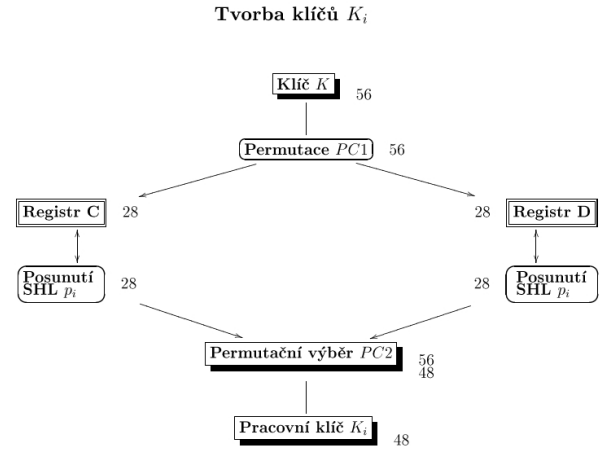 Tvorba klíčů K_i
Klíč K
56
Permutace PC1 56
Registr C 28
28 Registr D
Posunutí
SHL p_i
28
28
Posunutí
SHL p_i
Permutační výběr PC2
56
48
Pracovní klíč K_i
48